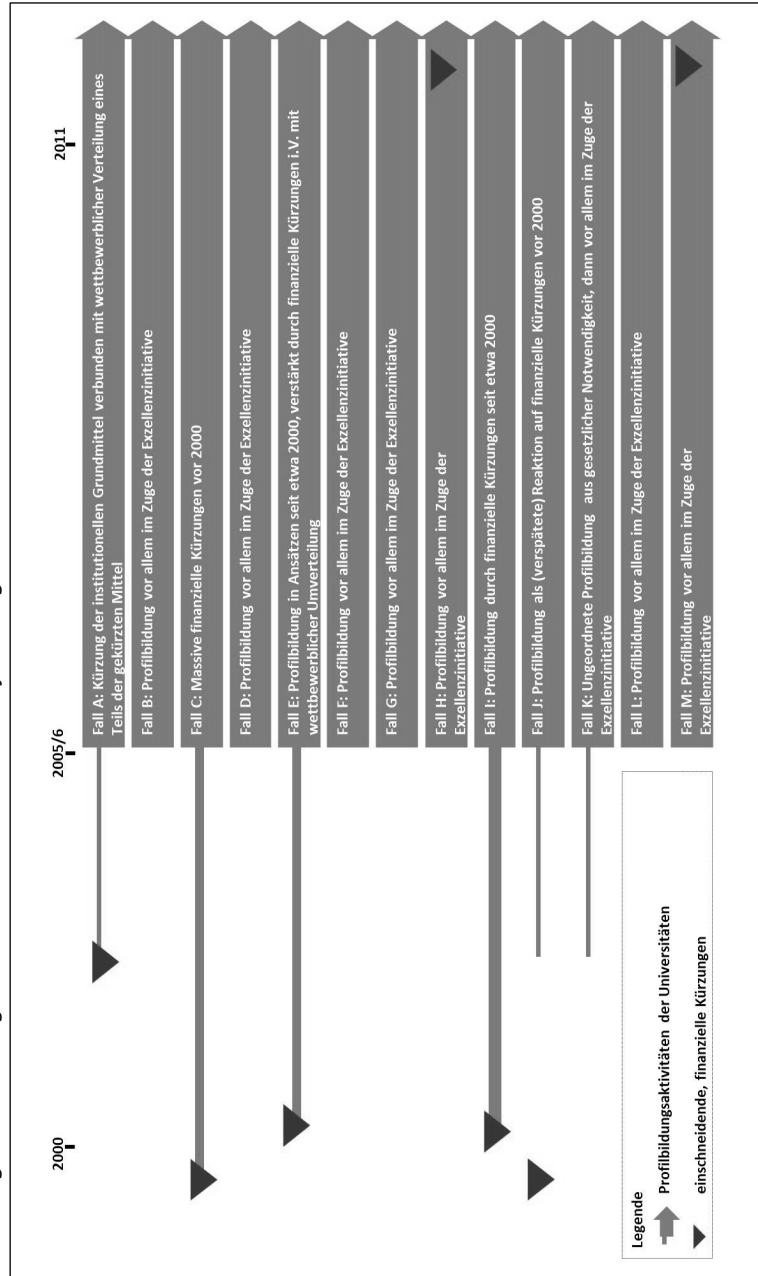 2000
2005/6
2011
Fall A: Kürzung der institutionellen Grundmittel verbunden mit wettbewerblicher Verteilung eines
Teils der gekürzten Mittel
Fall B: Profilbildung vor allem im Zuge der Exzellenzinitiative
Fall C: Massive finanzielle Kürzungen vor 2000
Fall D: Profilbildung vor allem im Zuge der Exzellenzinitiative
Fall E: Profilbildung in Ansätzen seit etwa 2000, verstärkt durch finanzielle Kürzungen i.V. mit
wettbewerblicher Umverteilung
Fall F: Profilbildung vor allem im Zuge der Exzellenzinitiative
Fall G: Profilbildung vor allem im Zuge der Exzellenzinitiative
Fall H: Profilbildung vor allem im Zuge der
Exzellenzinitiative
Fall I: Profilbildung durch finanzielle Kürzungen seit etwa 2000
Fall J: Profilbildung als (verspätete) Reaktion auf finanzielle Kürzungen vor 2000
Fall K: Ungeordnete Profilbildung aus gesetzlicher Notwendigkeit, dann vor allem im Zuge der
Exzellenzinitiative
Fall L: Profilbildung vor allem im Zuge der Exzellenzinitiative
Fall M: Profilbildung vor allem im Zuge der
Exzellenzinitiative
Legende
Profilbildungsaktivitäten der Universitäten
einschneidende, finanzielle Kürzungen